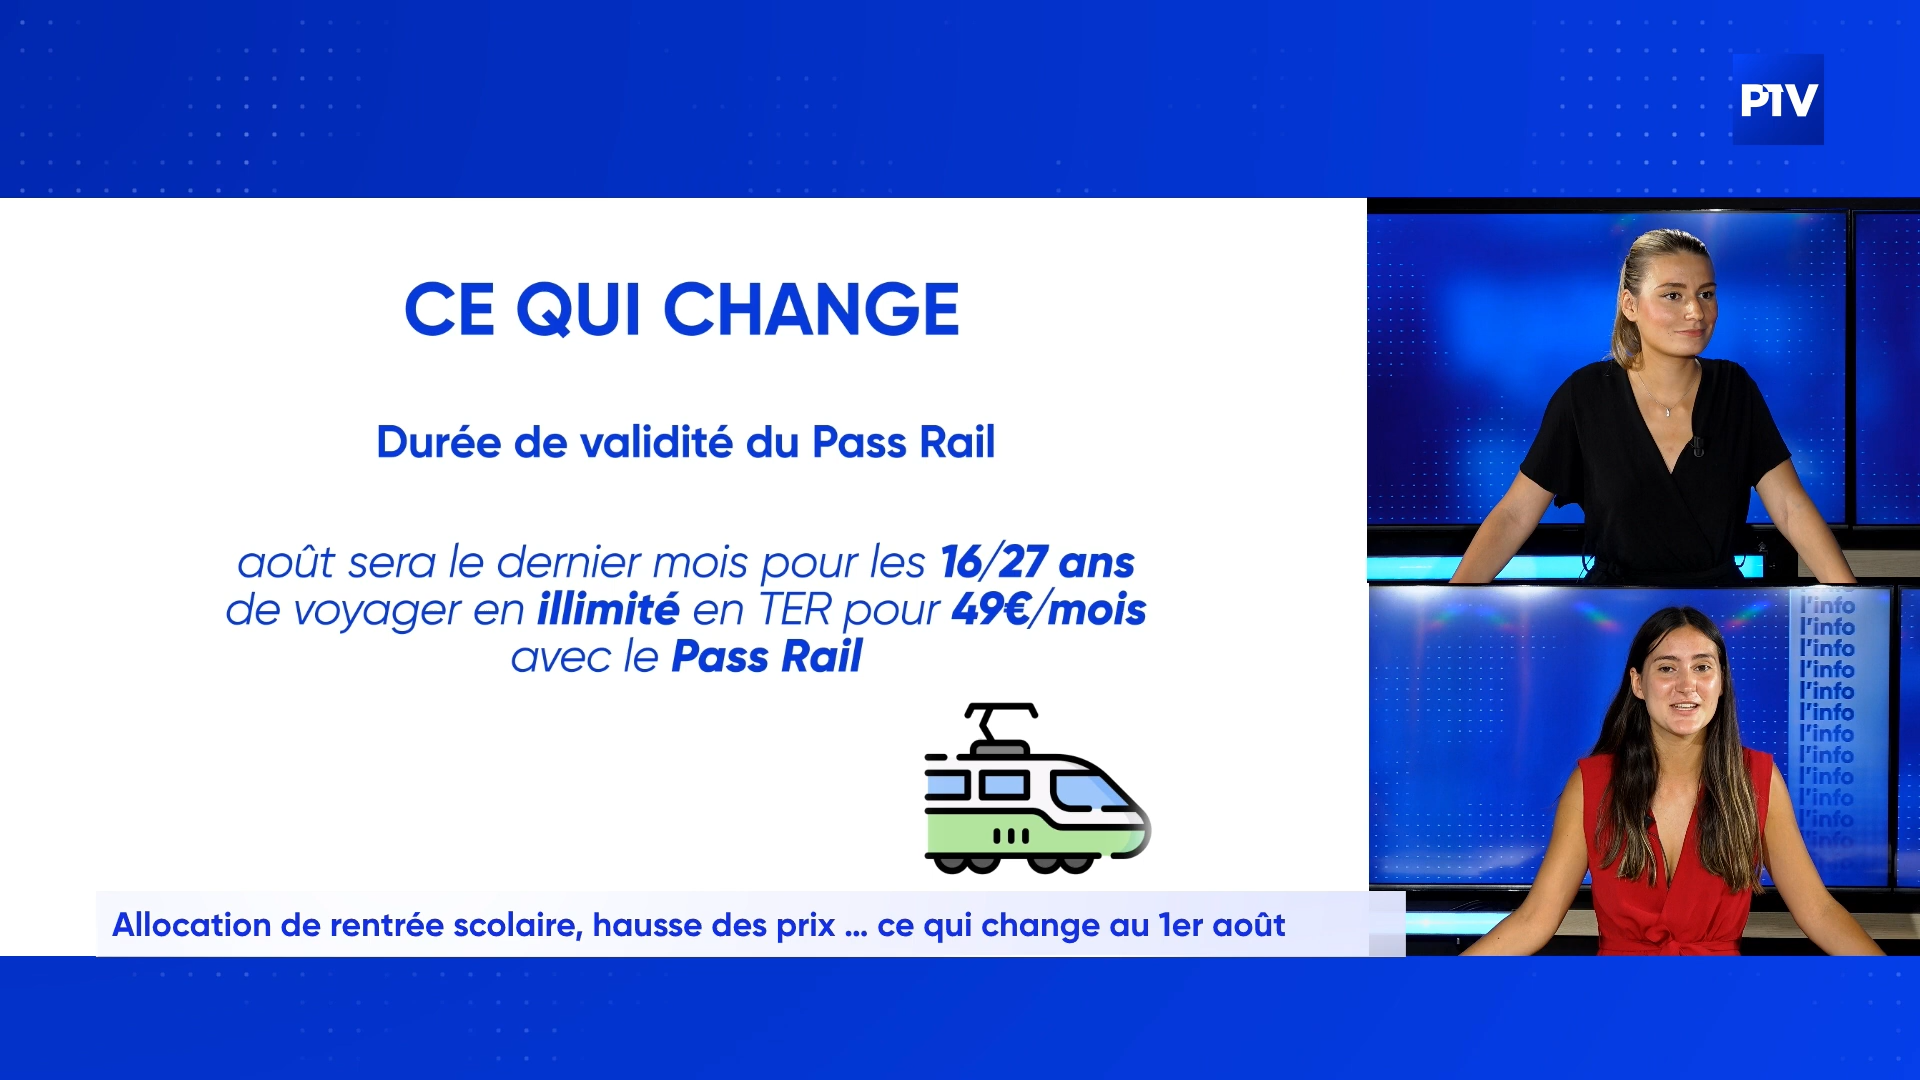 PTV
CE QUI CHANGE
Durée de validité du Pass Rail
août sera le dernier mois pour les 16/27 ans
de voyager en illimité en TER pour 49€/mois
avec le Pass Rail
l'info
l'info
l'info
l'info
l'info
l'info
l'info
l'info
l'info
l'info
l'info
l'info
Allocation de rentrée scolaire, hausse des prix ... ce qui change au 1er août